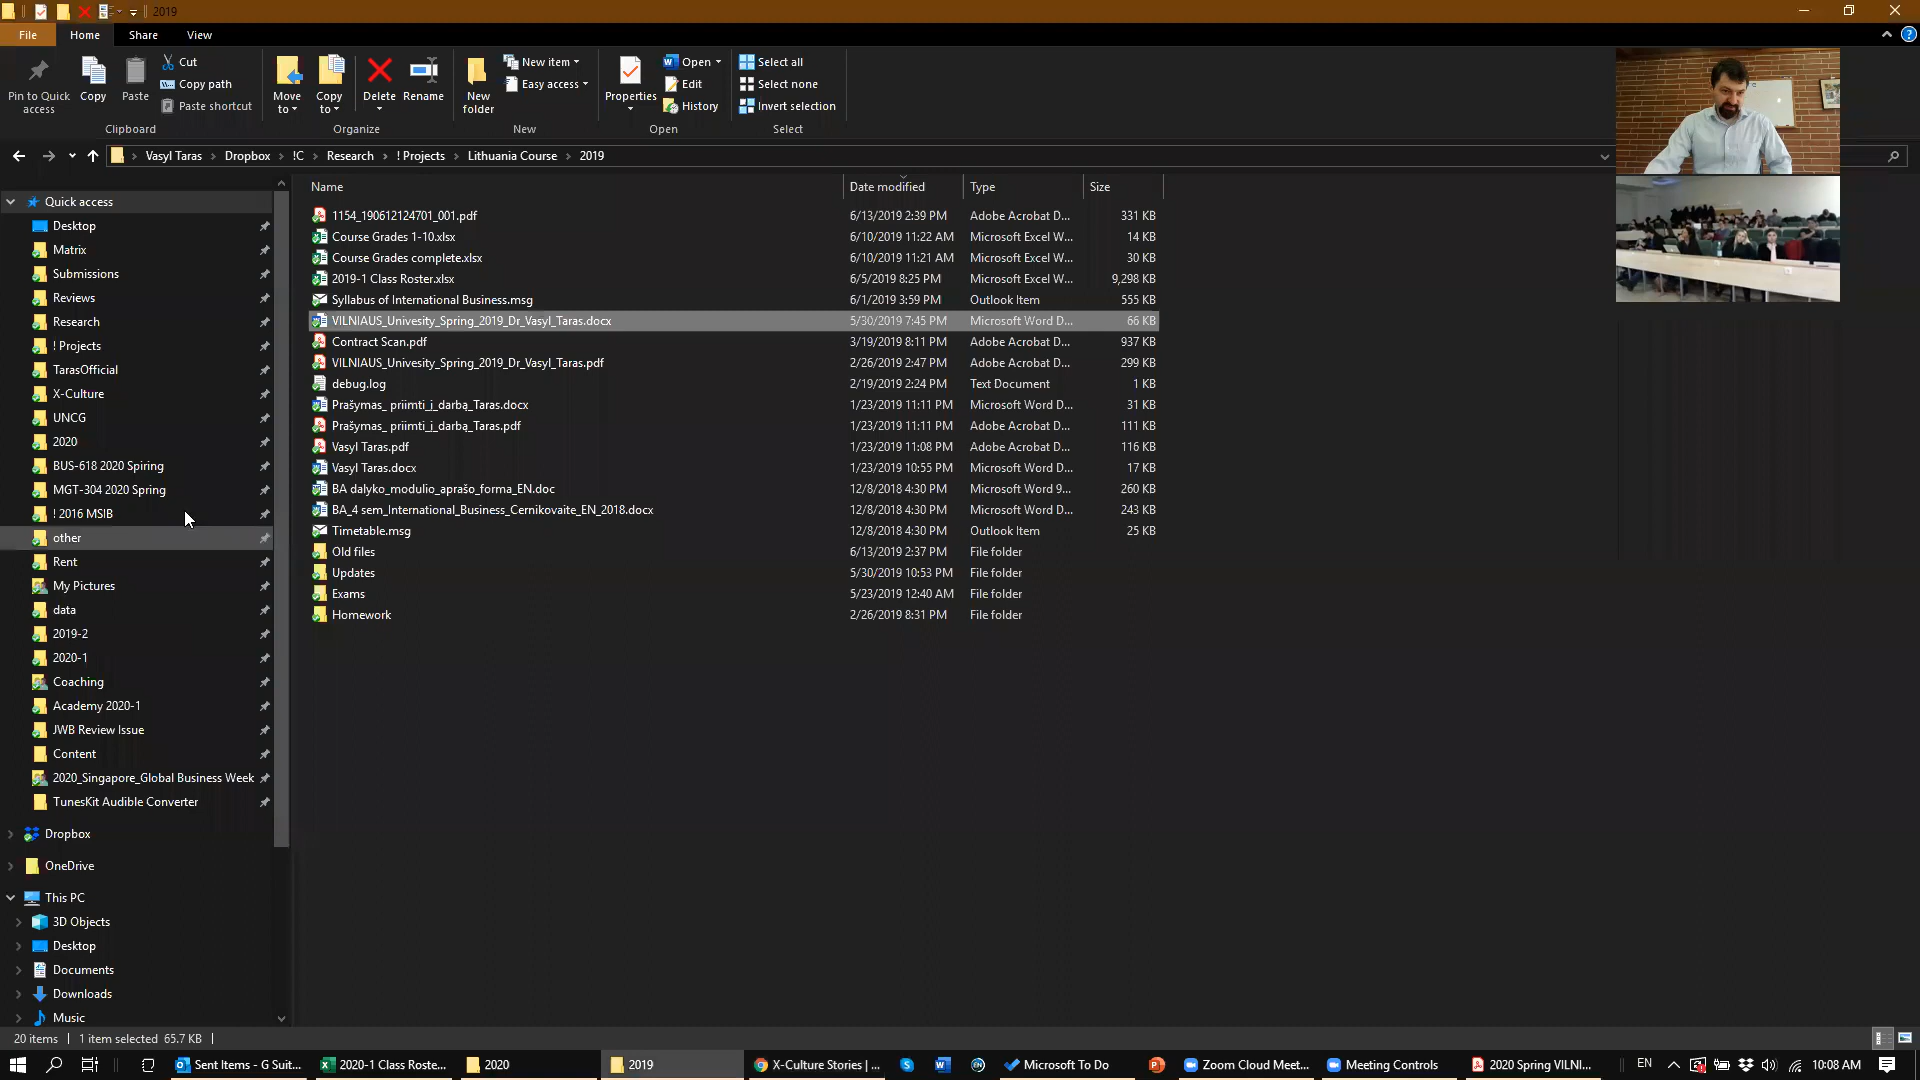 2019
File Home Share View
Pin to Quick access
Copy
Paste
Cut
Copy path
Paste shortcut
Clipboard
Move to
Copy to
Delete
Rename
Organize
New folder
New item
Easy access
New
Properties
Open
Edit
History
Open
Select all
Select none
Invert selection
Select
Vasyl Taras > Dropbox > !C > Research > ! Projects > Lithuania Course > 2019
Quick access
Desktop
Matrix
Submissions
Reviews
Research
! Projects
TarasOfficial
X-Culture
UNCG
2020
BUS-618 2020 Spiring
MGT-304 2020 Spring
! 2016 MSIB
other
Rent
My Pictures
data
2019-2
2020-1
Coaching
Academy 2020-1
JWB Review Issue
Content
2020_Singapore_Global Business Week
TunesKit Audible Converter
Dropbox
OneDrive
This PC
3D Objects
Desktop
Documents
Downloads
Music
Name Date modified Type Size
1154_190612124701_001.pdf 6/13/2019 2:39 PM Adobe Acrobat D... 331 KB
Course Grades 1-10.xlsx 6/10/2019 11:22 AM Microsoft Excel W... 14 KB
Course Grades complete.xlsx 6/10/2019 11:21 AM Microsoft Excel W... 30 KB
2019-1 Class Roster.xlsx 6/5/2019 8:25 PM Microsoft Excel W... 9,298 KB
Syllabus of International Business.msg 6/1/2019 3:59 PM Outlook Item 555 KB
VILNIAUS_Univesity_Spring_2019_Dr_Vasyl_Taras.docx 5/30/2019 7:45 PM Microsoft Word D... 66 KB
Contract Scan.pdf 3/19/2019 8:11 PM Adobe Acrobat D... 937 KB
VILNIAUS_Univesity_Spring_2019_Dr_Vasyl_Taras.pdf 2/26/2019 2:47 PM Adobe Acrobat D... 299 KB
debug.log 2/19/2019 2:24 PM Text Document 1 KB
Prašymas_ priimti_į_darbą_Taras.docx 1/23/2019 11:11 PM Microsoft Word D... 31 KB
Prašymas_ priimti_į_darbą_Taras.pdf 1/23/2019 11:11 PM Adobe Acrobat D... 111 KB
Vasyl Taras.pdf 1/23/2019 11:08 PM Adobe Acrobat D... 116 KB
Vasyl Taras.docx 1/23/2019 10:55 PM Microsoft Word D... 17 KB
BA dalyko_modulio_aprašo_forma_EN.doc 12/8/2018 4:30 PM Microsoft Word 9... 260 KB
BA_4 sem_International_Business_Cernikovaite_EN_2018.docx 12/8/2018 4:30 PM Microsoft Word D... 243 KB
Timetable.msg 12/8/2018 4:30 PM Outlook Item 25 KB
Old files 6/13/2019 2:37 PM File folder
Updates 5/30/2019 10:53 PM File folder
Exams 5/23/2019 12:40 AM File folder
Homework 2/26/2019 8:31 PM File folder
20 items 1 item selected 65.7 KB
Sent Items - G Suit... 2020-1 Class Roste... 2020 2019 X-Culture Stories | ... Microsoft To Do Zoom Cloud Meet... Meeting Controls 2020 Spring VILNI... EN 10:08 AM